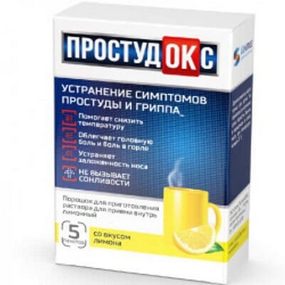 ПРОСТУДОКС
УСТРАНЕНИЕ СИМПТОМОВ
ПРОСТУДЫ И ГРИППА
Помогает снизить
температуру
Облегчает головную
боль и боль в горле
Устраняет
заложенность носа
НЕ ВЫЗЫВАЕТ
СОНЛИВОСТИ
Порошок для приготовления
раствора для приема внутрь
лимонный
5
пакетов
со вкусом
лимона